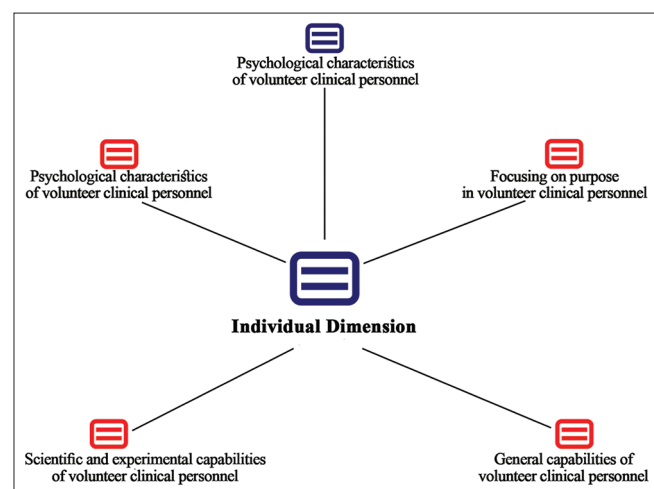 Psychological characteristics
of volunteer clinical personnel
Psychological characteristics
of volunteer clinical personnel
Focusing on purpose
in volunteer clinical personnel
Individual Dimension
Scientific and experimental capabilities
of volunteer clinical personnel
General capabilities of
volunteer clinical personnel